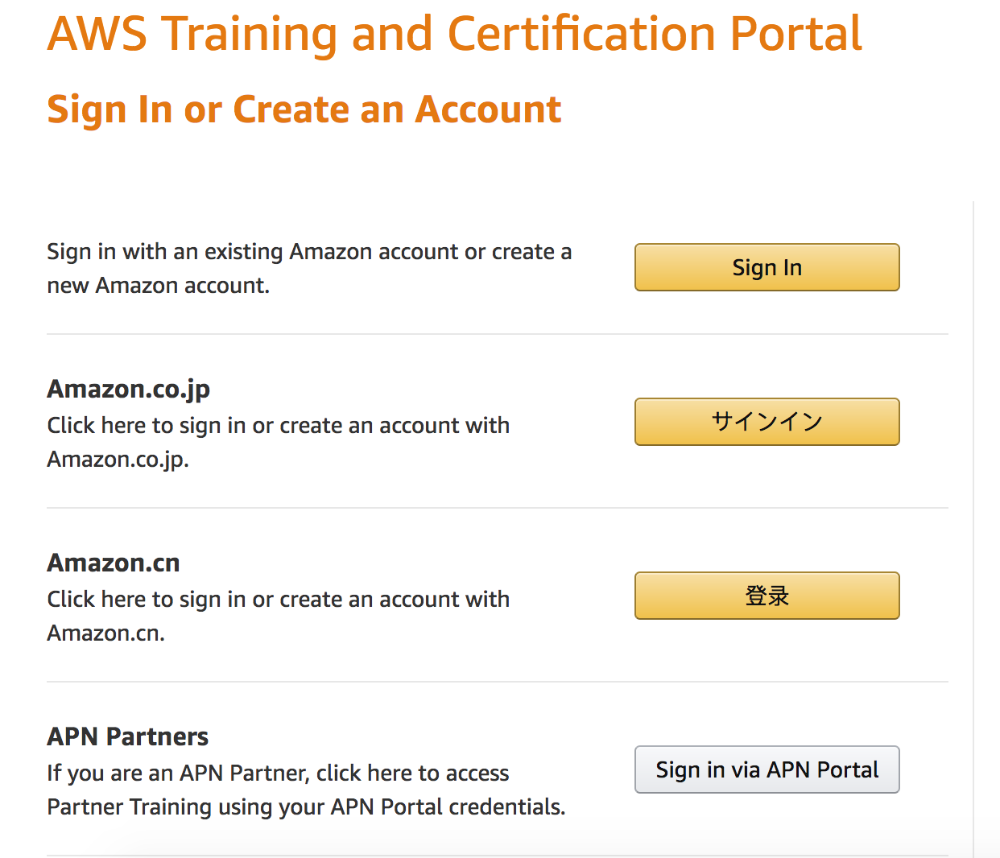 AWS Training and Certification Portal
Sign In or Create an Account
Sign in with an existing Amazon account or create a
new Amazon account.
Sign In
Amazon.co.jp
Click here to sign in or create an account with
Amazon.co.jp.
サインイン
Amazon.cn
Click here to sign in or create an account with
Amazon.cn.
登录
APN Partners
If you are an APN Partner, click here to access
Partner Training using your APN Portal credentials.
Sign in via APN Portal